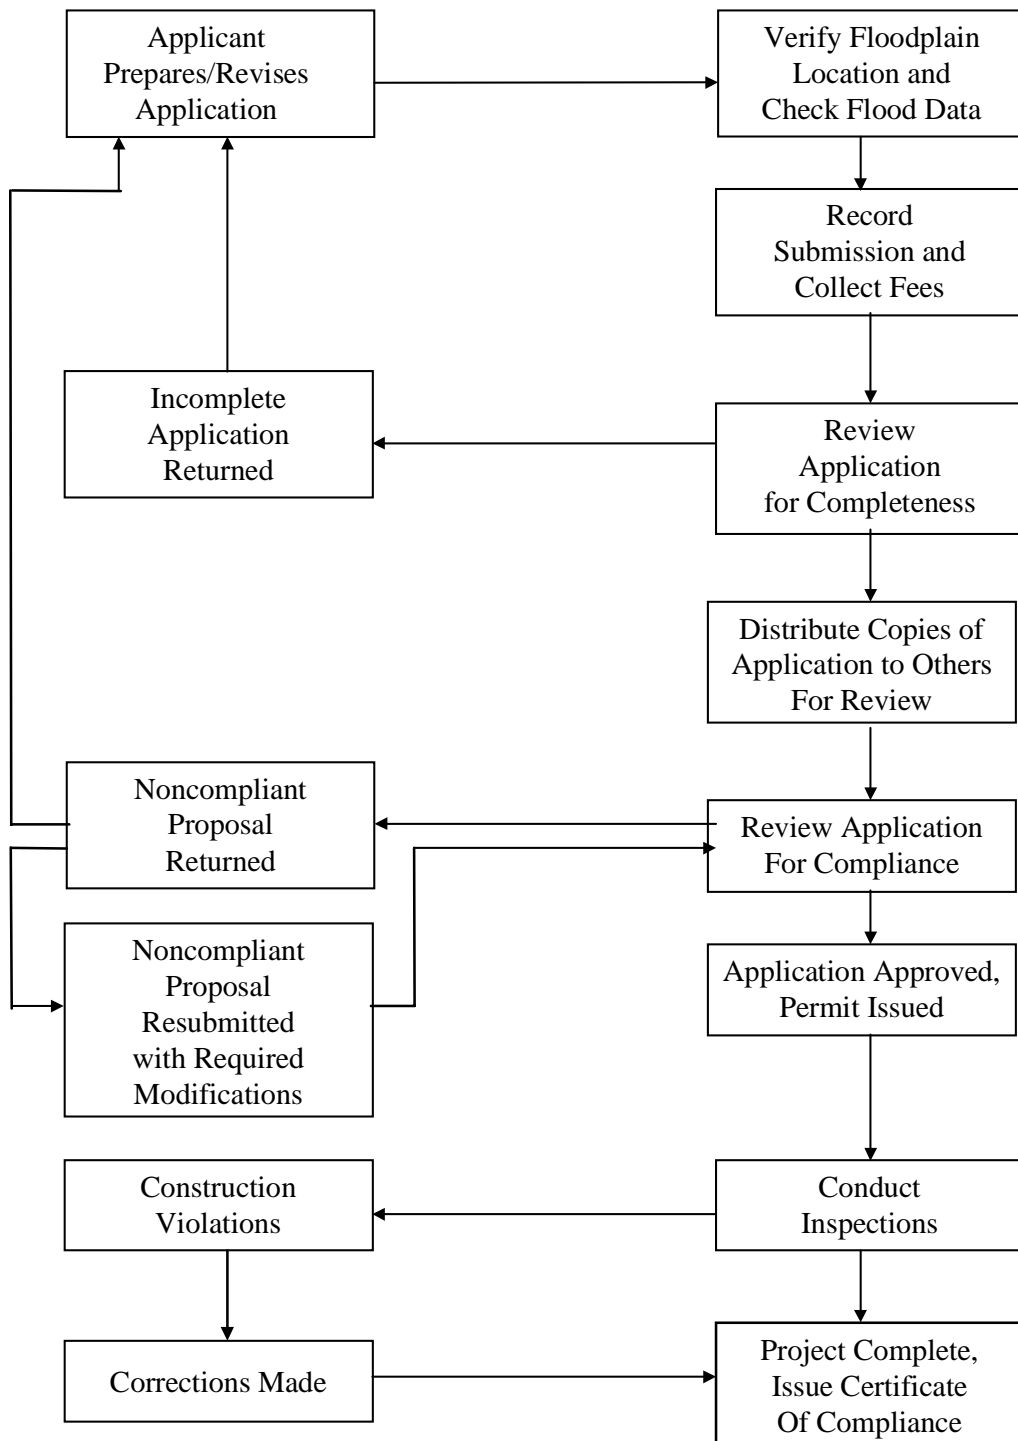 Applicant
Prepares/Revises
Application
Verify Floodplain
Location and
Check Flood Data
Record
Submission and
Collect Fees
Incomplete
Application
Returned
Review
Application
for Completeness
Distribute Copies of
Application to Others
For Review
Noncompliant
Proposal
Returned
Review Application
For Compliance
Noncompliant
Proposal
Resubmitted
with Required
Modifications
Application Approved,
Permit Issued
Construction
Violations
Conduct
Inspections
Corrections Made
Project Complete,
Issue Certificate
Of Compliance